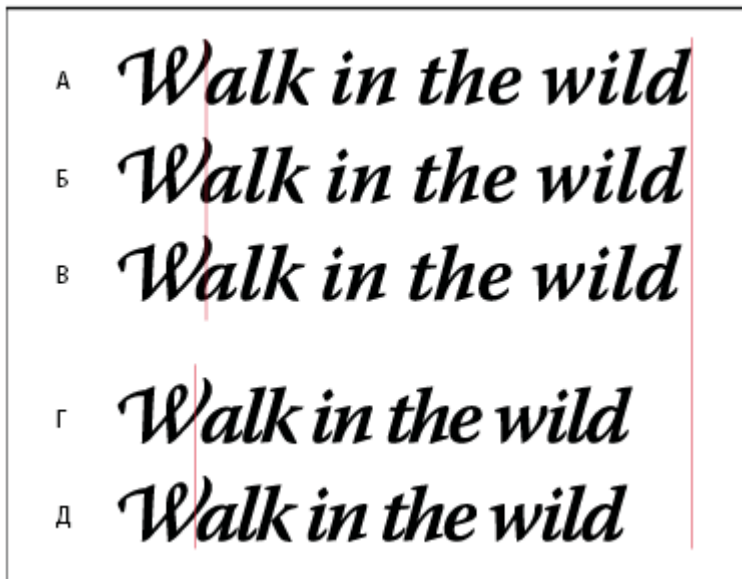 А Walk in the wild
Б Walk in the wild
В Walk in the wild
Г Walk in the wild
Д Walk in the wild